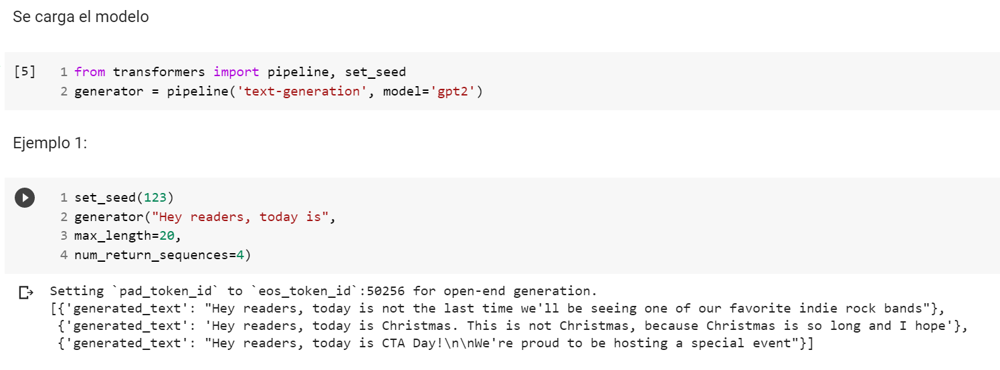 Se carga el modelo
[5] 1 from transformers import pipeline, set_seed
2 generator = pipeline('text-generation', model='gpt2')
Ejemplo 1:
1 set_seed(123)
2 generator("Hey readers, today is",
3 max_length=20,
4 num_return_sequences=4)
Setting `pad_token_id` to `eos_token_id`:50256 for open-end generation.
[{'generated_text': "Hey readers, today is not the last time we'll be seeing one of our favorite indie rock bands"},
{'generated_text': 'Hey readers, today is Christmas. This is not Christmas, because Christmas is so long and I hope'},
{'generated_text': "Hey readers, today is CTA Day!\n\nWe're proud to be hosting a special event"}]